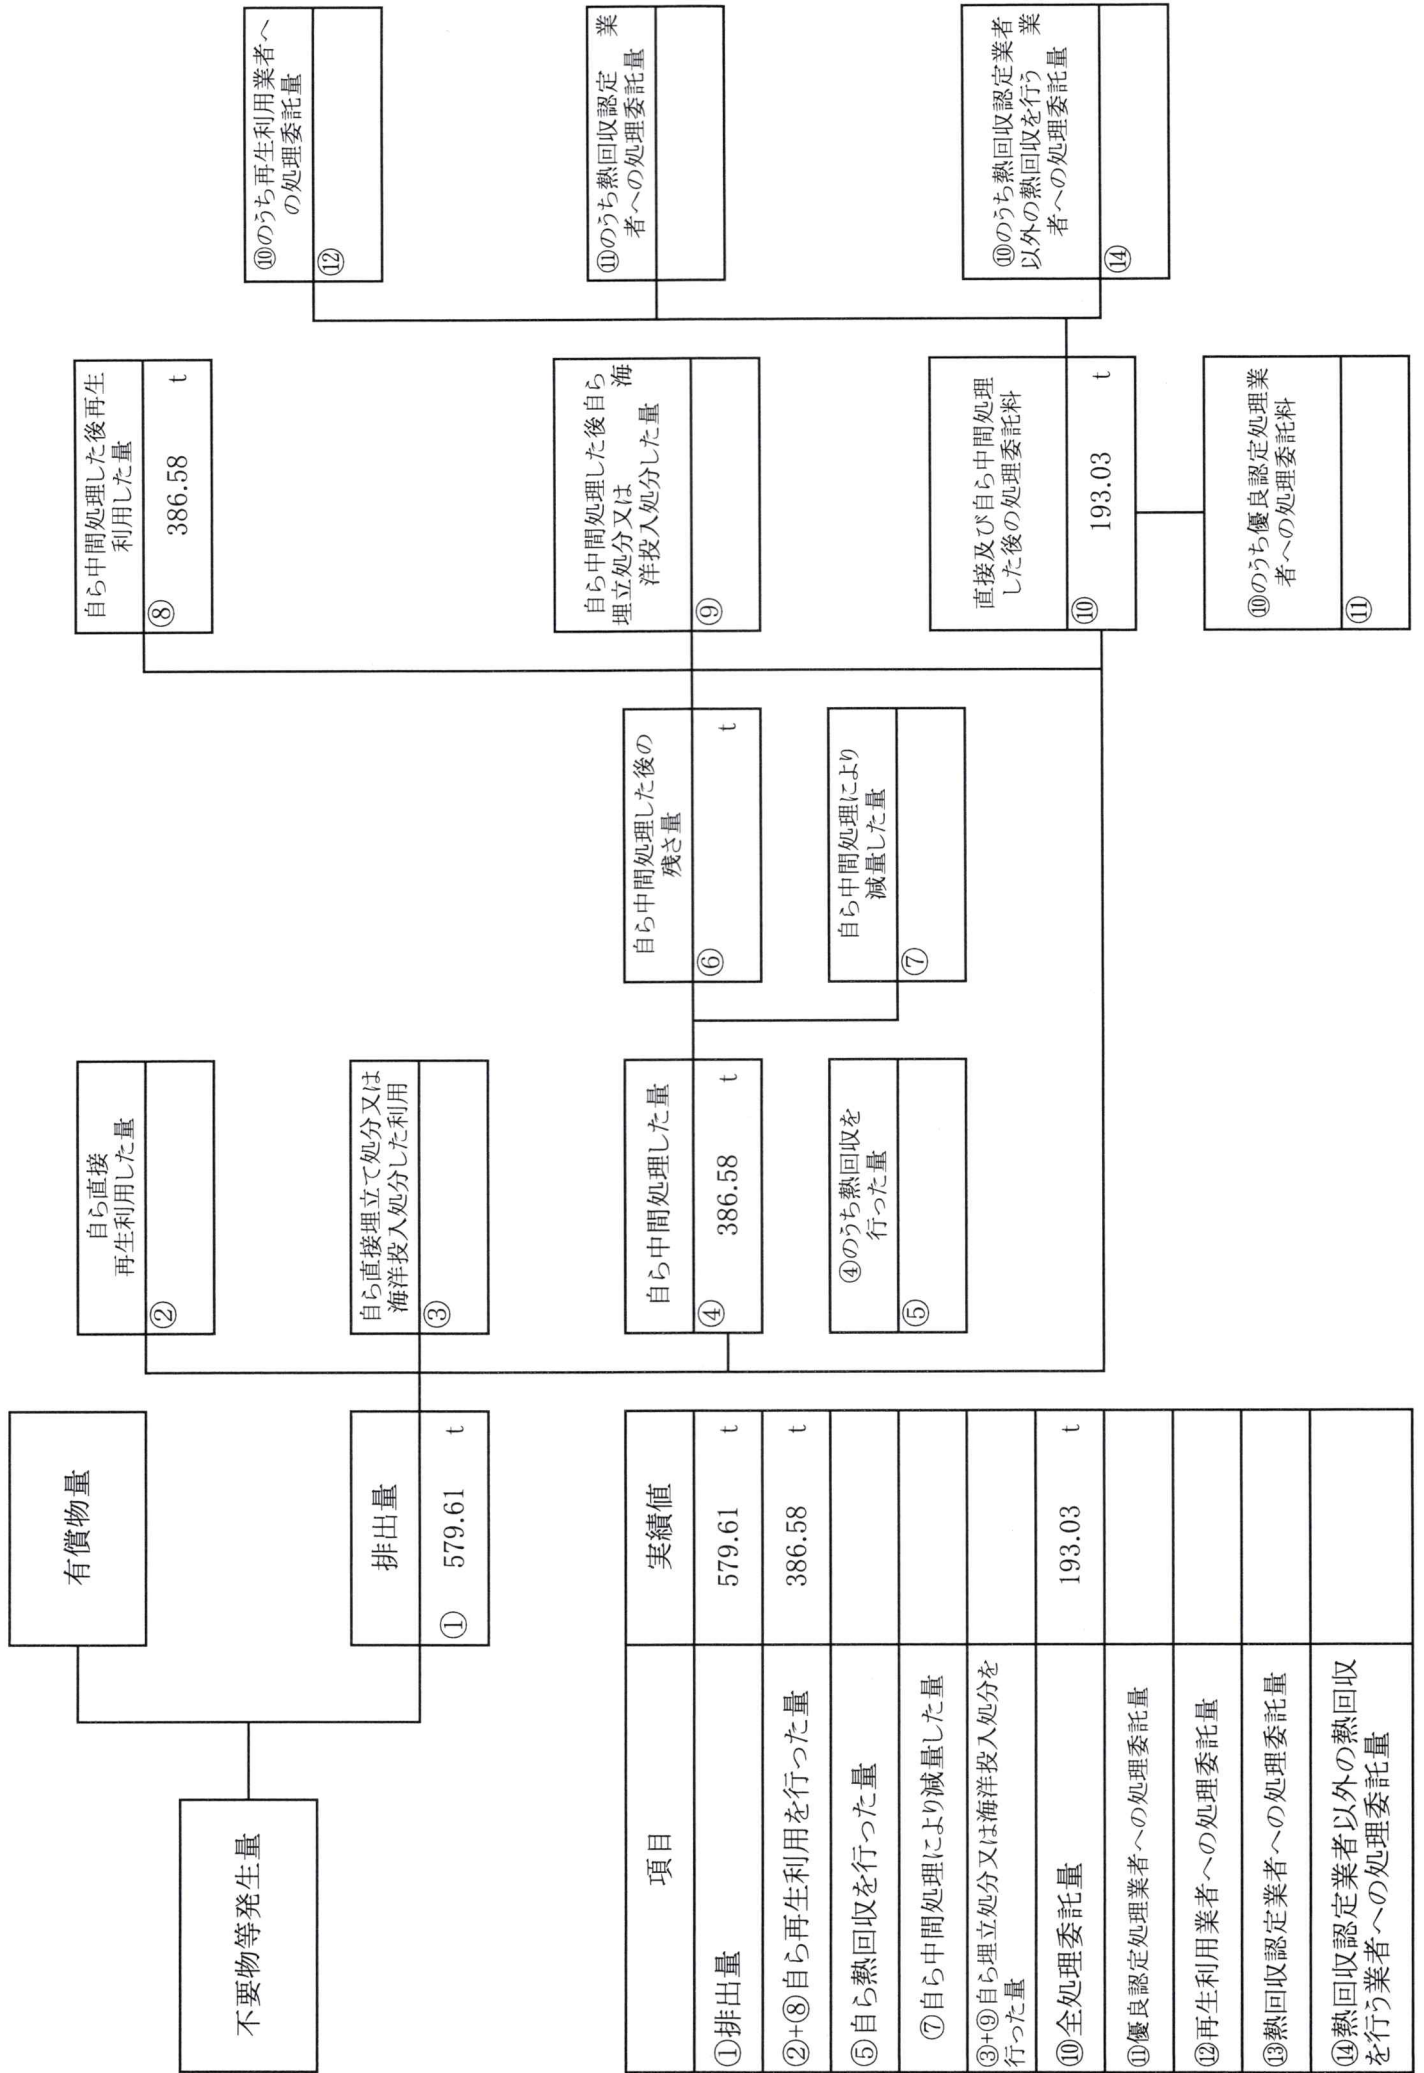 有償物量
不要物等発生量
排出量
① 579.61 t
自ら直接
再生利用した量
②
自ら直接埋立て処分又は
海洋投入処分した利用
③
自ら中間処理した量
④ 386.58 t
④のうち熱回収を
行った量
⑤
自ら中間処理した後の
残さ量
⑥ t
自ら中間処理により
減量した量
⑦
自ら中間処理した後再生
利用した量
⑧ 386.58 t
自ら中間処理した後自ら
埋立処分又は 海
洋投入処分した量
⑨
直接及び自ら中間処理
した後の処理委託料
⑩ 193.03 t
⑩のうち優良認定処理業
者への処理委託料
⑪
⑩のうち再生利用業者へ
の処理委託量
⑫
⑪のうち熱回収認定 業
者への処理委託量
⑩のうち熱回収認定業者
以外の熱回収を行う 業
者への処理委託量
⑭
項目 実績値
①排出量 579.61 t
②+⑧自ら再生利用を行った量 386.58 t
⑤自ら熱回収を行った量
⑦自ら中間処理により減量した量
③+⑨自ら埋立処分又は海洋投入処分を
行った量
⑩全処理委託量 193.03 t
⑪優良認定処理業者への処理委託量
⑫再生利用業者への処理委託量
⑬熱回収認定業者への処理委託量
⑭熱回収認定業者以外の熱回収
を行う業者への処理委託量